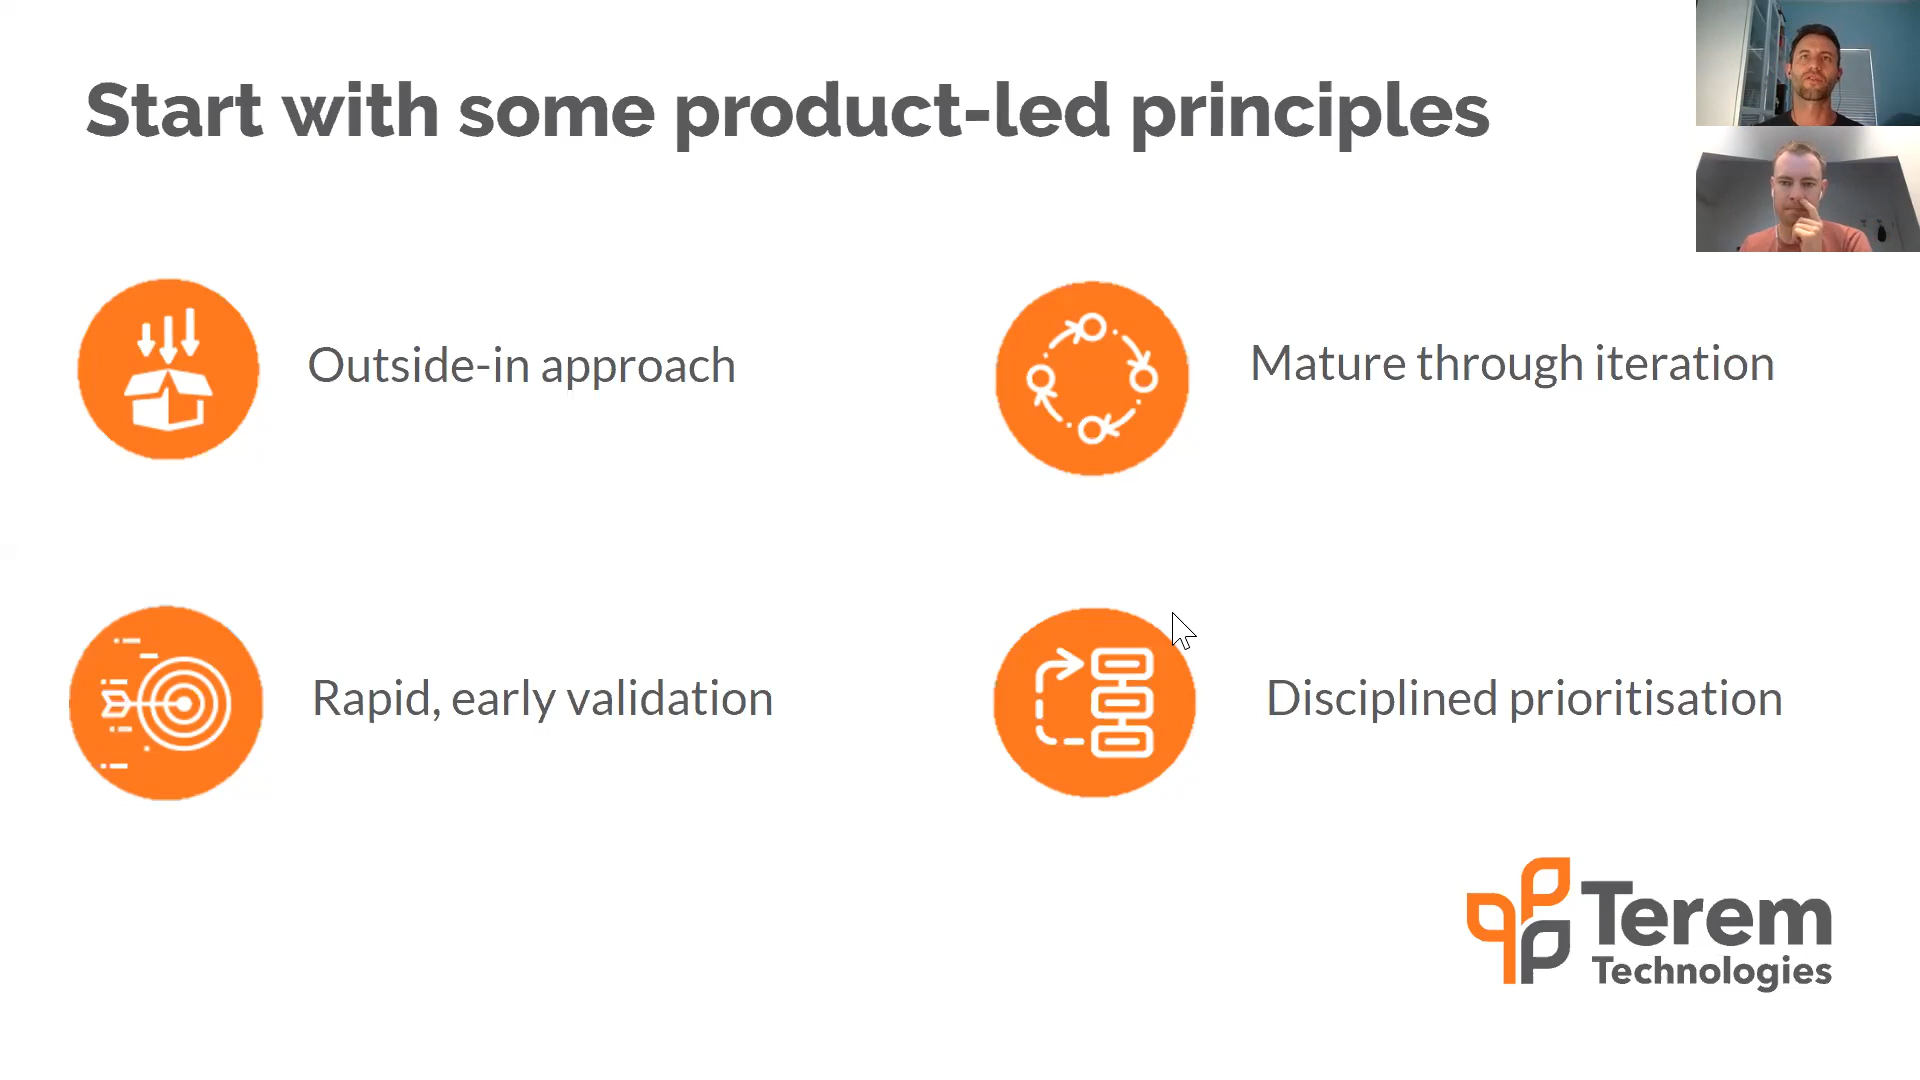 Start with some product-led principles
Outside-in approach
Mature through iteration
Rapid, early validation
Disciplined prioritisation
Terem
Technologies